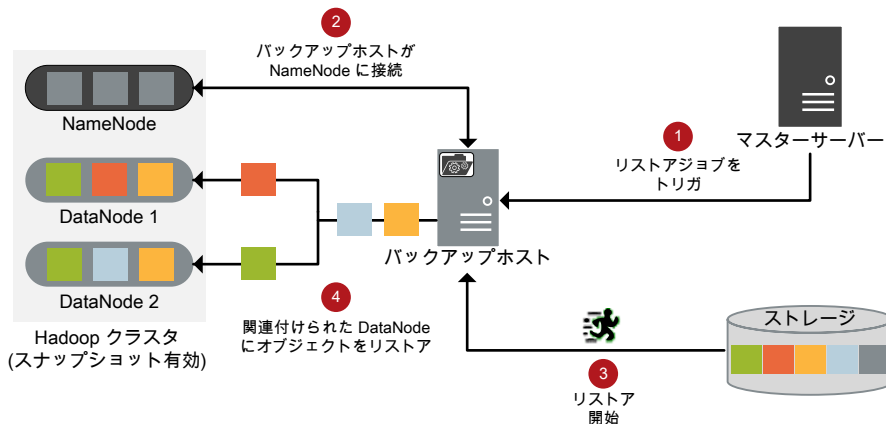 2
バックアップホストが
NameNode に接続
NameNode
マスターサーバー
1
リストアジョブを
トリガ
DataNode 1
DataNode 2
バックアップホスト
4
関連付けられた DataNode
にオブジェクトをリストア
Hadoop クラスタ
(スナップショット有効)
ストレージ
3
リストア
開始